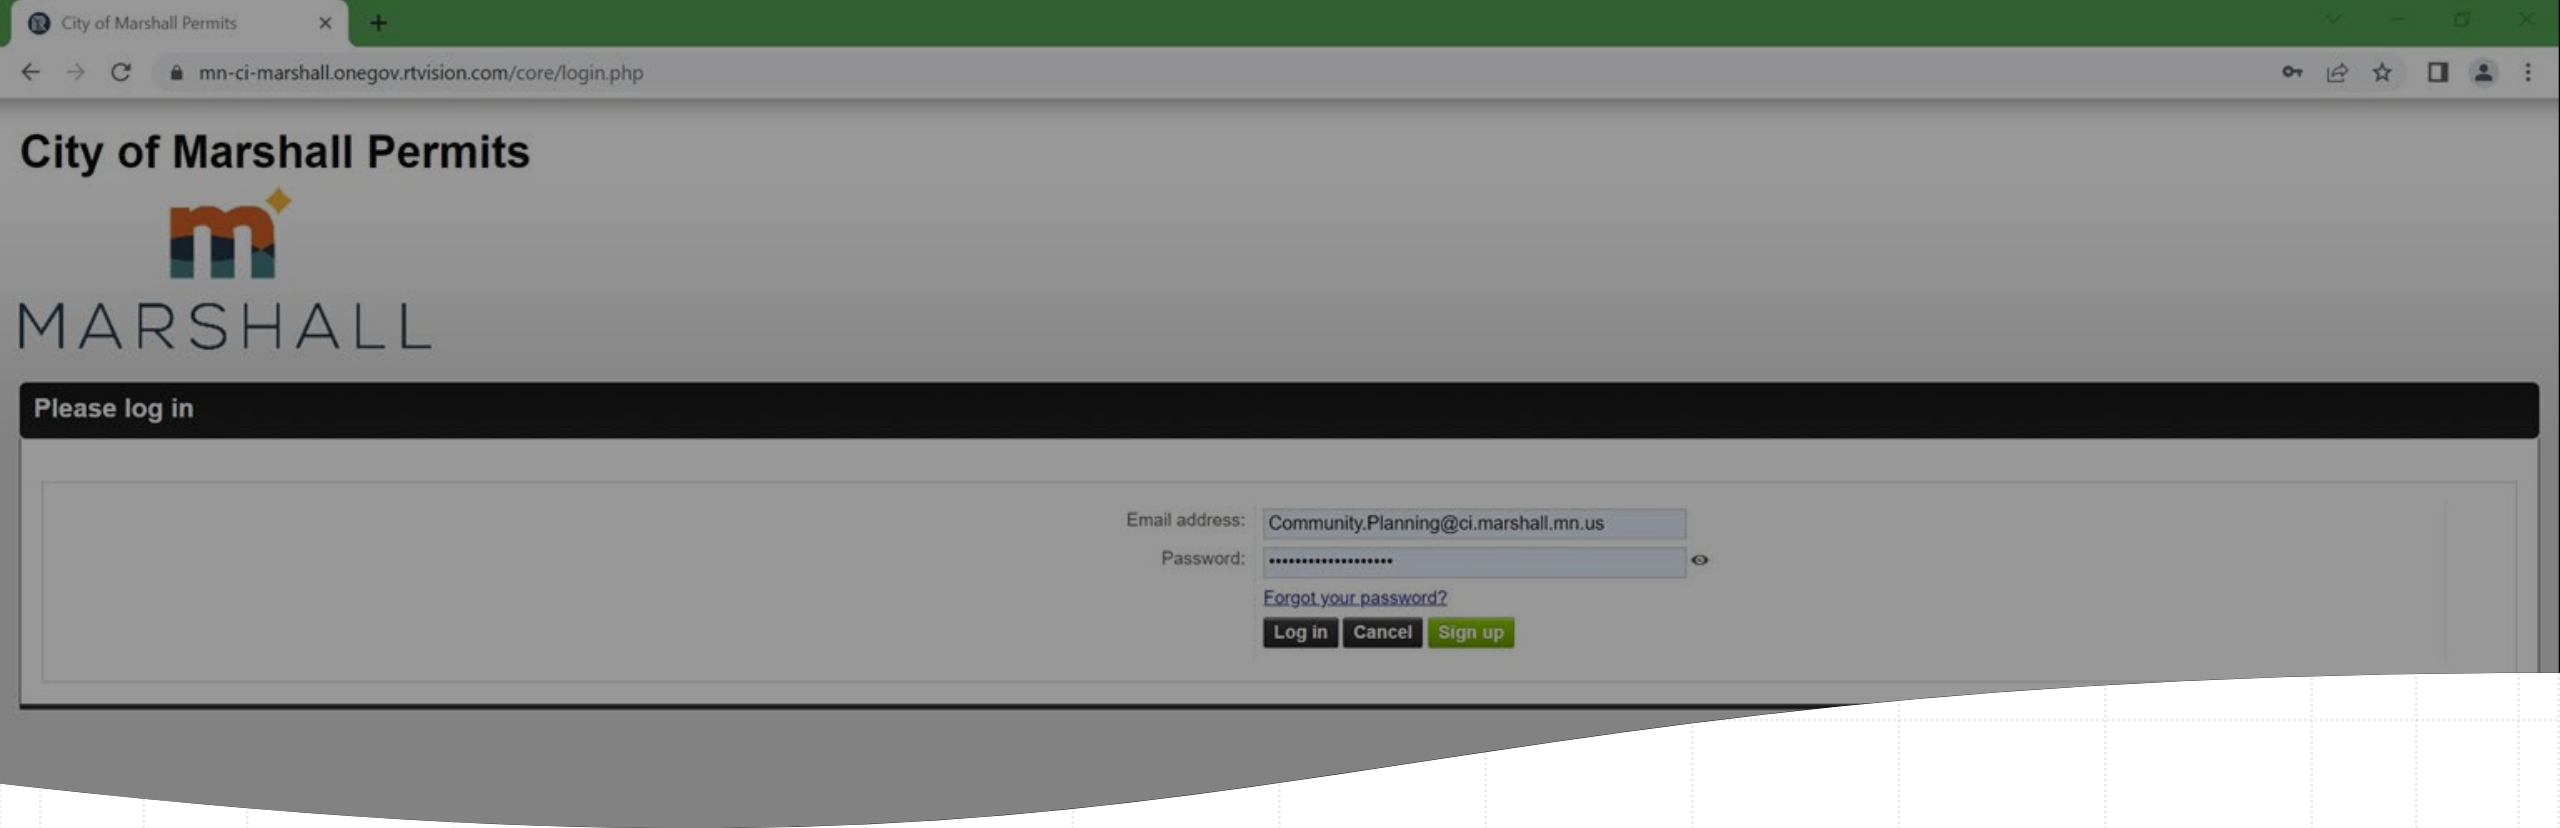 City of Marshall Permits
mn-ci-marshall.onegov.rtvision.com/core/login.php
City of Marshall Permits
m
MARSHALL
Please log in
Email address: Community.Planning@ci.marshall.mn.us
Password: •••••••••••••••••••
Forgot your password?
Log in Cancel Sign up